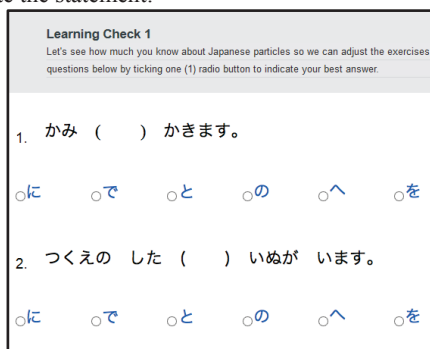 te the statement.
Learning Check 1
Let's see how much you know about Japanese particles so we can adjust the exercises
questions below by ticking one (1) radio button to indicate your best answer.
1. かみ ( ) かきます。
に で と の へ を
2. つくえの した ( ) いぬが います。
に で と の へ を